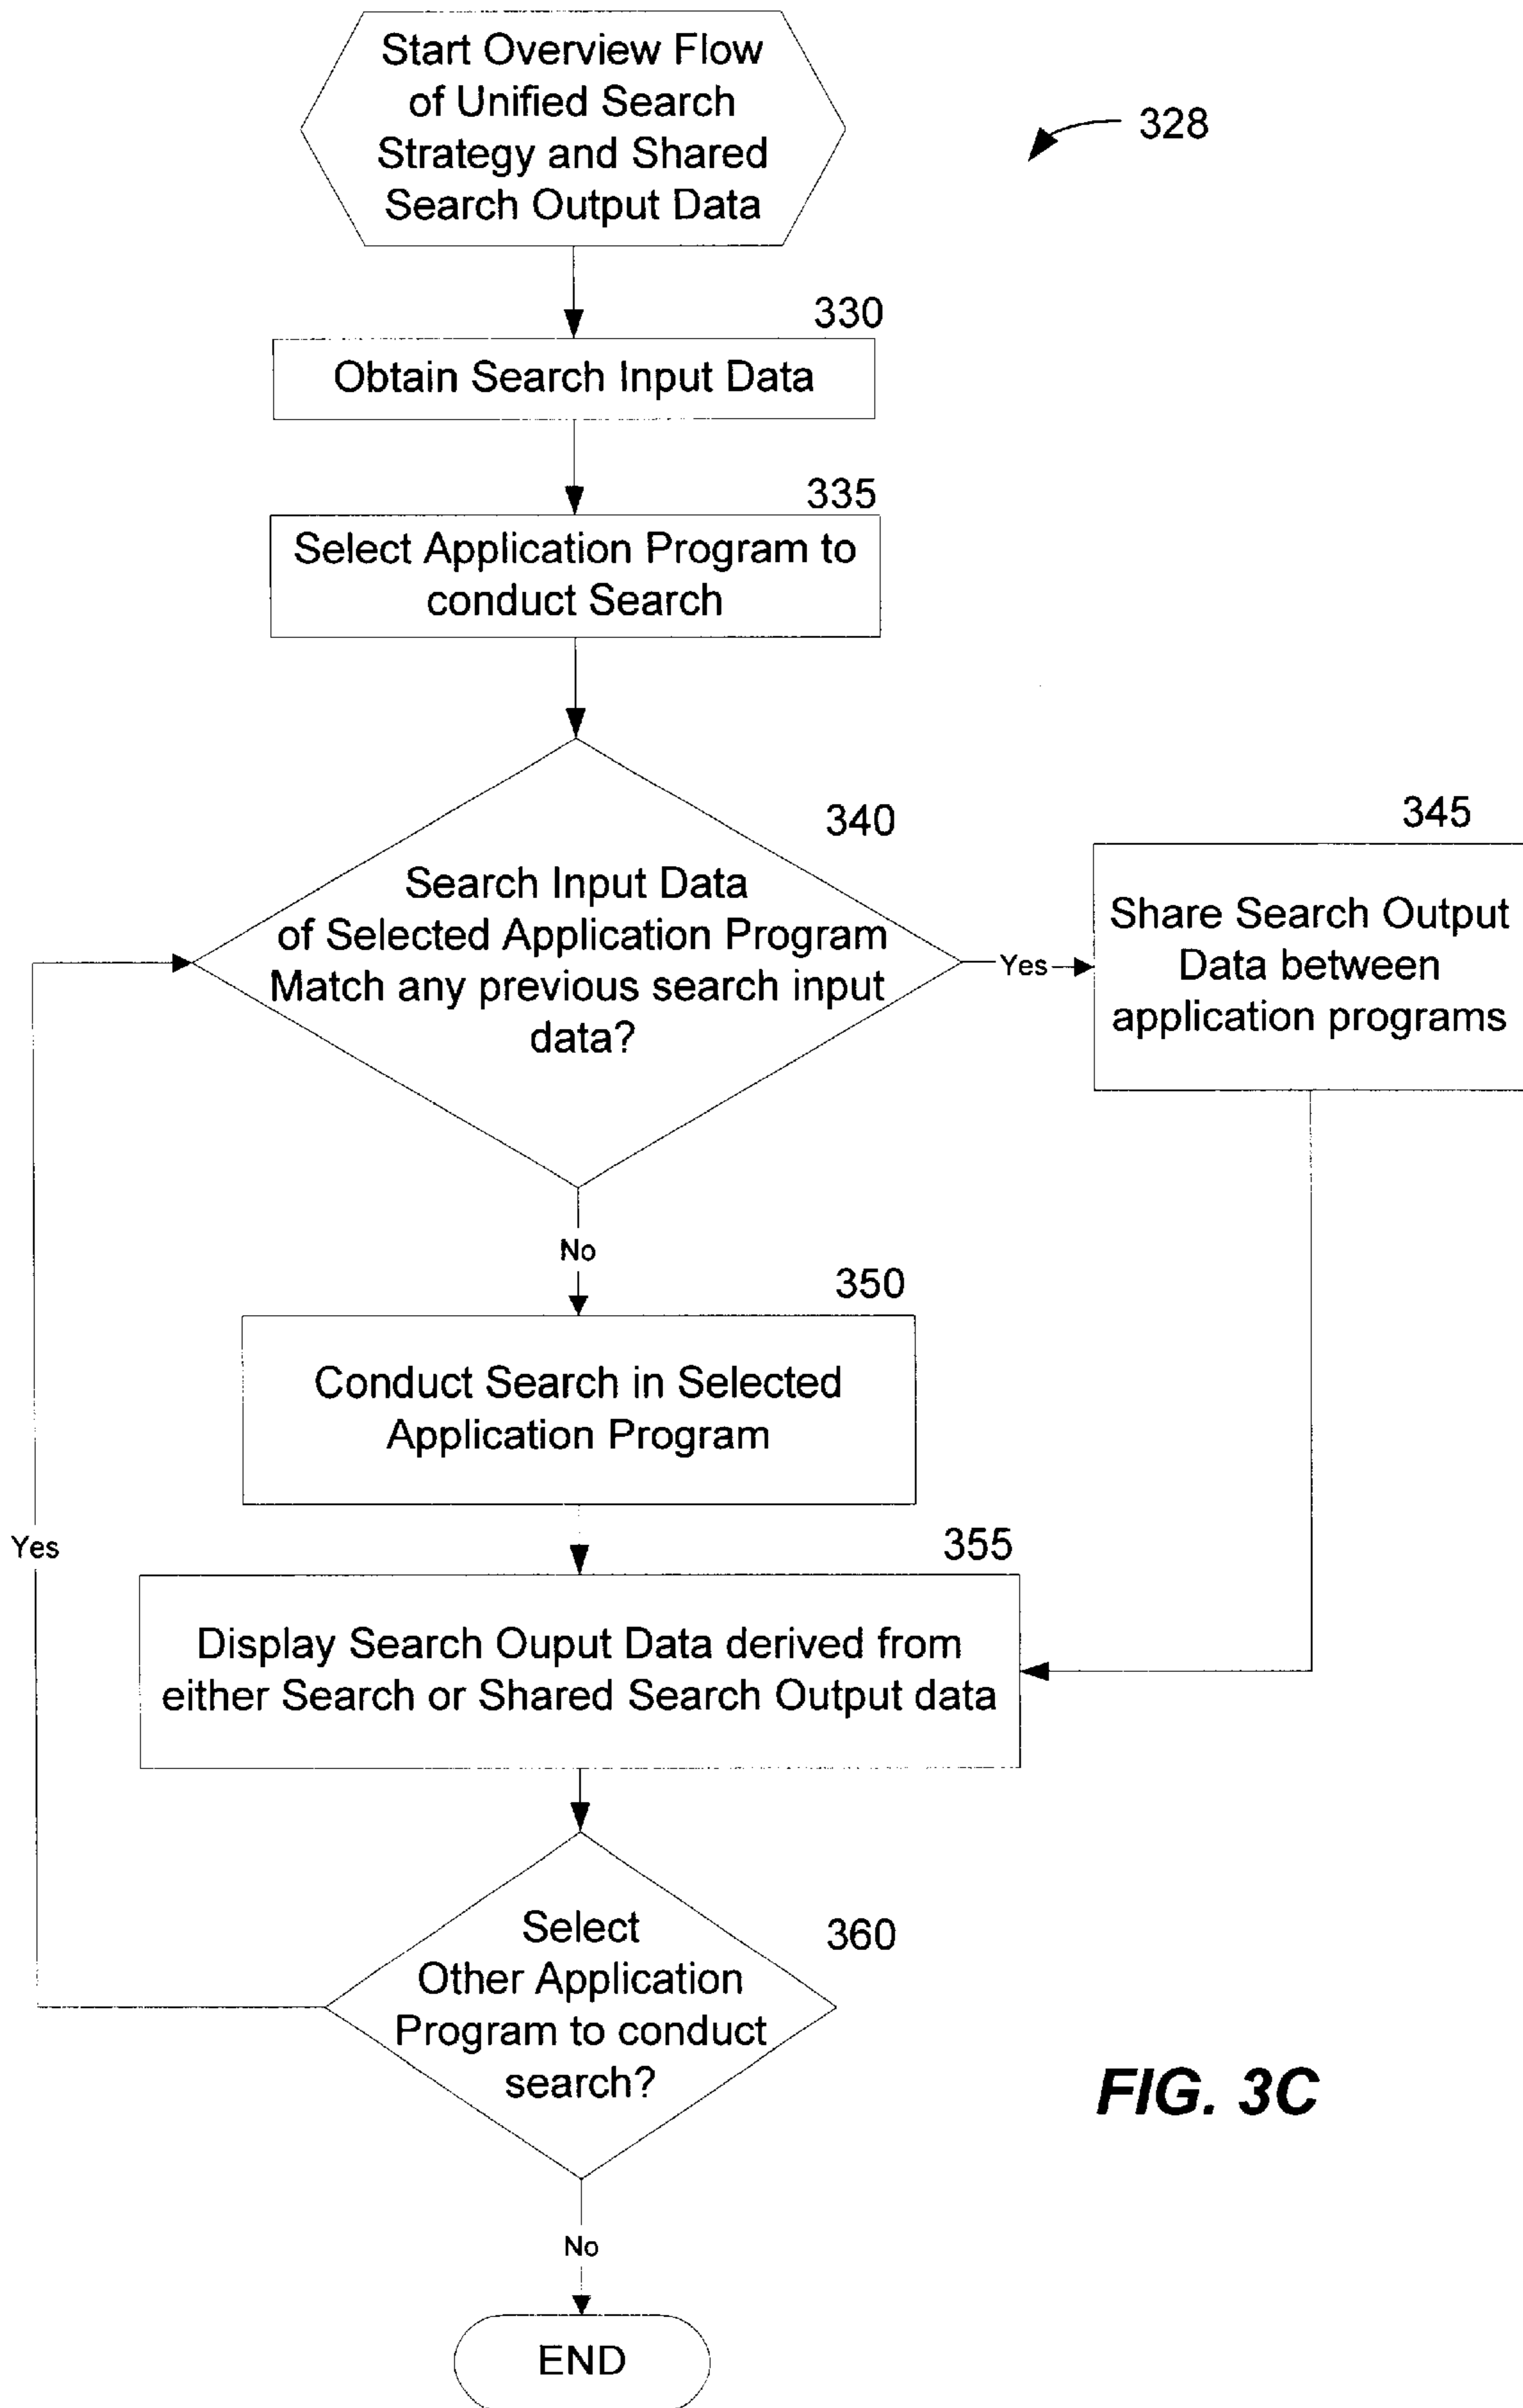 Start Overview Flow
of Unified Search
Strategy and Shared
Search Output Data
328
330
Obtain Search Input Data
335
Select Application Program to
conduct Search
340
Search Input Data
of Selected Application Program
Match any previous search input
data?
Yes
345
Share Search Output
Data between
application programs
No
350
Conduct Search in Selected
Application Program
Yes
355
Display Search Ouput Data derived from
either Search or Shared Search Output data
360
Select
Other Application
Program to conduct
search?
FIG. 3C
No
END